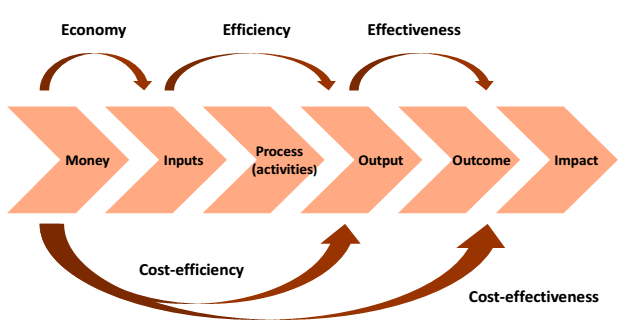 Economy
Efficiency
Effectiveness
Money
Inputs
Process
(activities)
Output
Outcome
Impact
Cost-efficiency
Cost-effectiveness